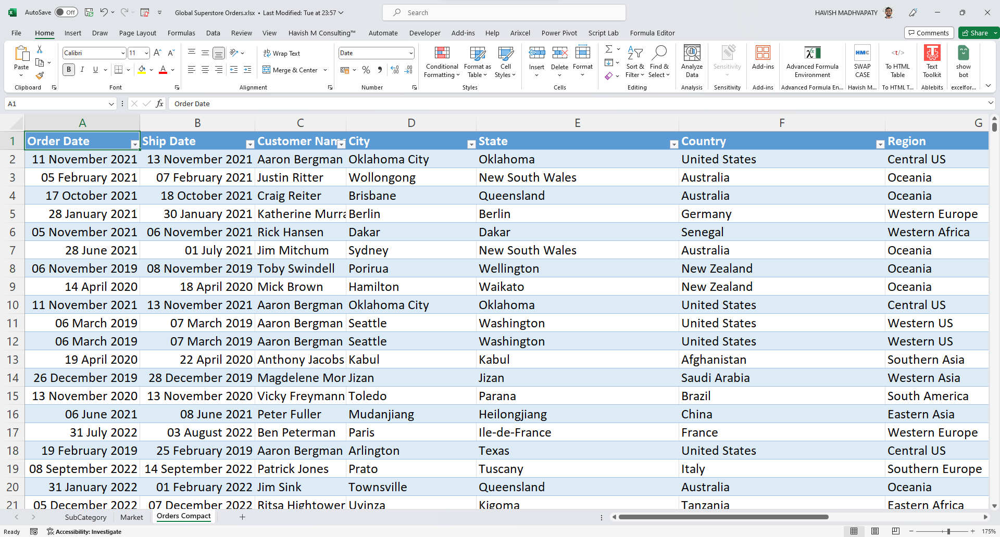 AutoSave Off Global Superstore Orders.xlsx • Last Modified: Tue at 23:57 Search HAVISH MADHVAPATY
File Home Insert Draw Page Layout Formulas Data Review View Havish M Consulting™ Automate Developer Add-ins Help Arixcel Power Pivot Script Lab Formula Editor Comments Share
Paste Calibri 11 Wrap Text Date
B I U Merge & Center
Conditional Formatting Format as Table Cell Styles Insert Delete Format Sort & Filter Find & Select Analyze Data Sensitivity Add-ins Advanced Formula Environment HMC SWAP CASE To HTML Table Text Toolkit show bot
Clipboard Font Alignment Number Styles Cells Editing Analysis Sensitivity Add-ins Advanced Formula En... Havish M... To HTML T... Ablebits excelfor...
A1 fx Order Date
A B C D E F G
1 Order Date Ship Date Customer Nam City State Country Region
2 11 November 2021 13 November 2021 Aaron Bergman Oklahoma City Oklahoma United States Central US
3 05 February 2021 07 February 2021 Justin Ritter Wollongong New South Wales Australia Oceania
4 17 October 2021 18 October 2021 Craig Reiter Brisbane Queensland Australia Oceania
5 28 January 2021 30 January 2021 Katherine Murra Berlin Berlin Germany Western Europe
6 05 November 2021 06 November 2021 Rick Hansen Dakar Dakar Senegal Western Africa
7 28 June 2021 01 July 2021 Jim Mitchum Sydney New South Wales Australia Oceania
8 06 November 2019 08 November 2019 Toby Swindell Porirua Wellington New Zealand Oceania
9 14 April 2020 18 April 2020 Mick Brown Hamilton Waikato New Zealand Oceania
10 11 November 2021 13 November 2021 Aaron Bergman Oklahoma City Oklahoma United States Central US
11 06 March 2019 07 March 2019 Aaron Bergman Seattle Washington United States Western US
12 06 March 2019 07 March 2019 Aaron Bergman Seattle Washington United States Western US
13 19 April 2020 22 April 2020 Anthony Jacobs Kabul Kabul Afghanistan Southern Asia
14 26 December 2019 28 December 2019 Magdelene Mor Jizan Jizan Saudi Arabia Western Asia
15 13 November 2020 13 November 2020 Vicky Freymann Toledo Parana Brazil South America
16 06 June 2021 08 June 2021 Peter Fuller Mudanjiang Heilongjiang China Eastern Asia
17 31 July 2022 03 August 2022 Ben Peterman Paris Ile-de-France France Western Europe
18 19 February 2019 25 February 2019 Aaron Bergman Arlington Texas United States Central US
19 08 September 2022 14 September 2022 Patrick Jones Prato Tuscany Italy Southern Europe
20 31 January 2022 01 February 2022 Jim Sink Townsville Queensland Australia Oceania
21 05 December 2022 07 December 2022 Ritsa Hightower Uvinza Kigoma Tanzania Eastern Africa
SubCategory Market Orders Compact
Ready Accessibility: Investigate 175%